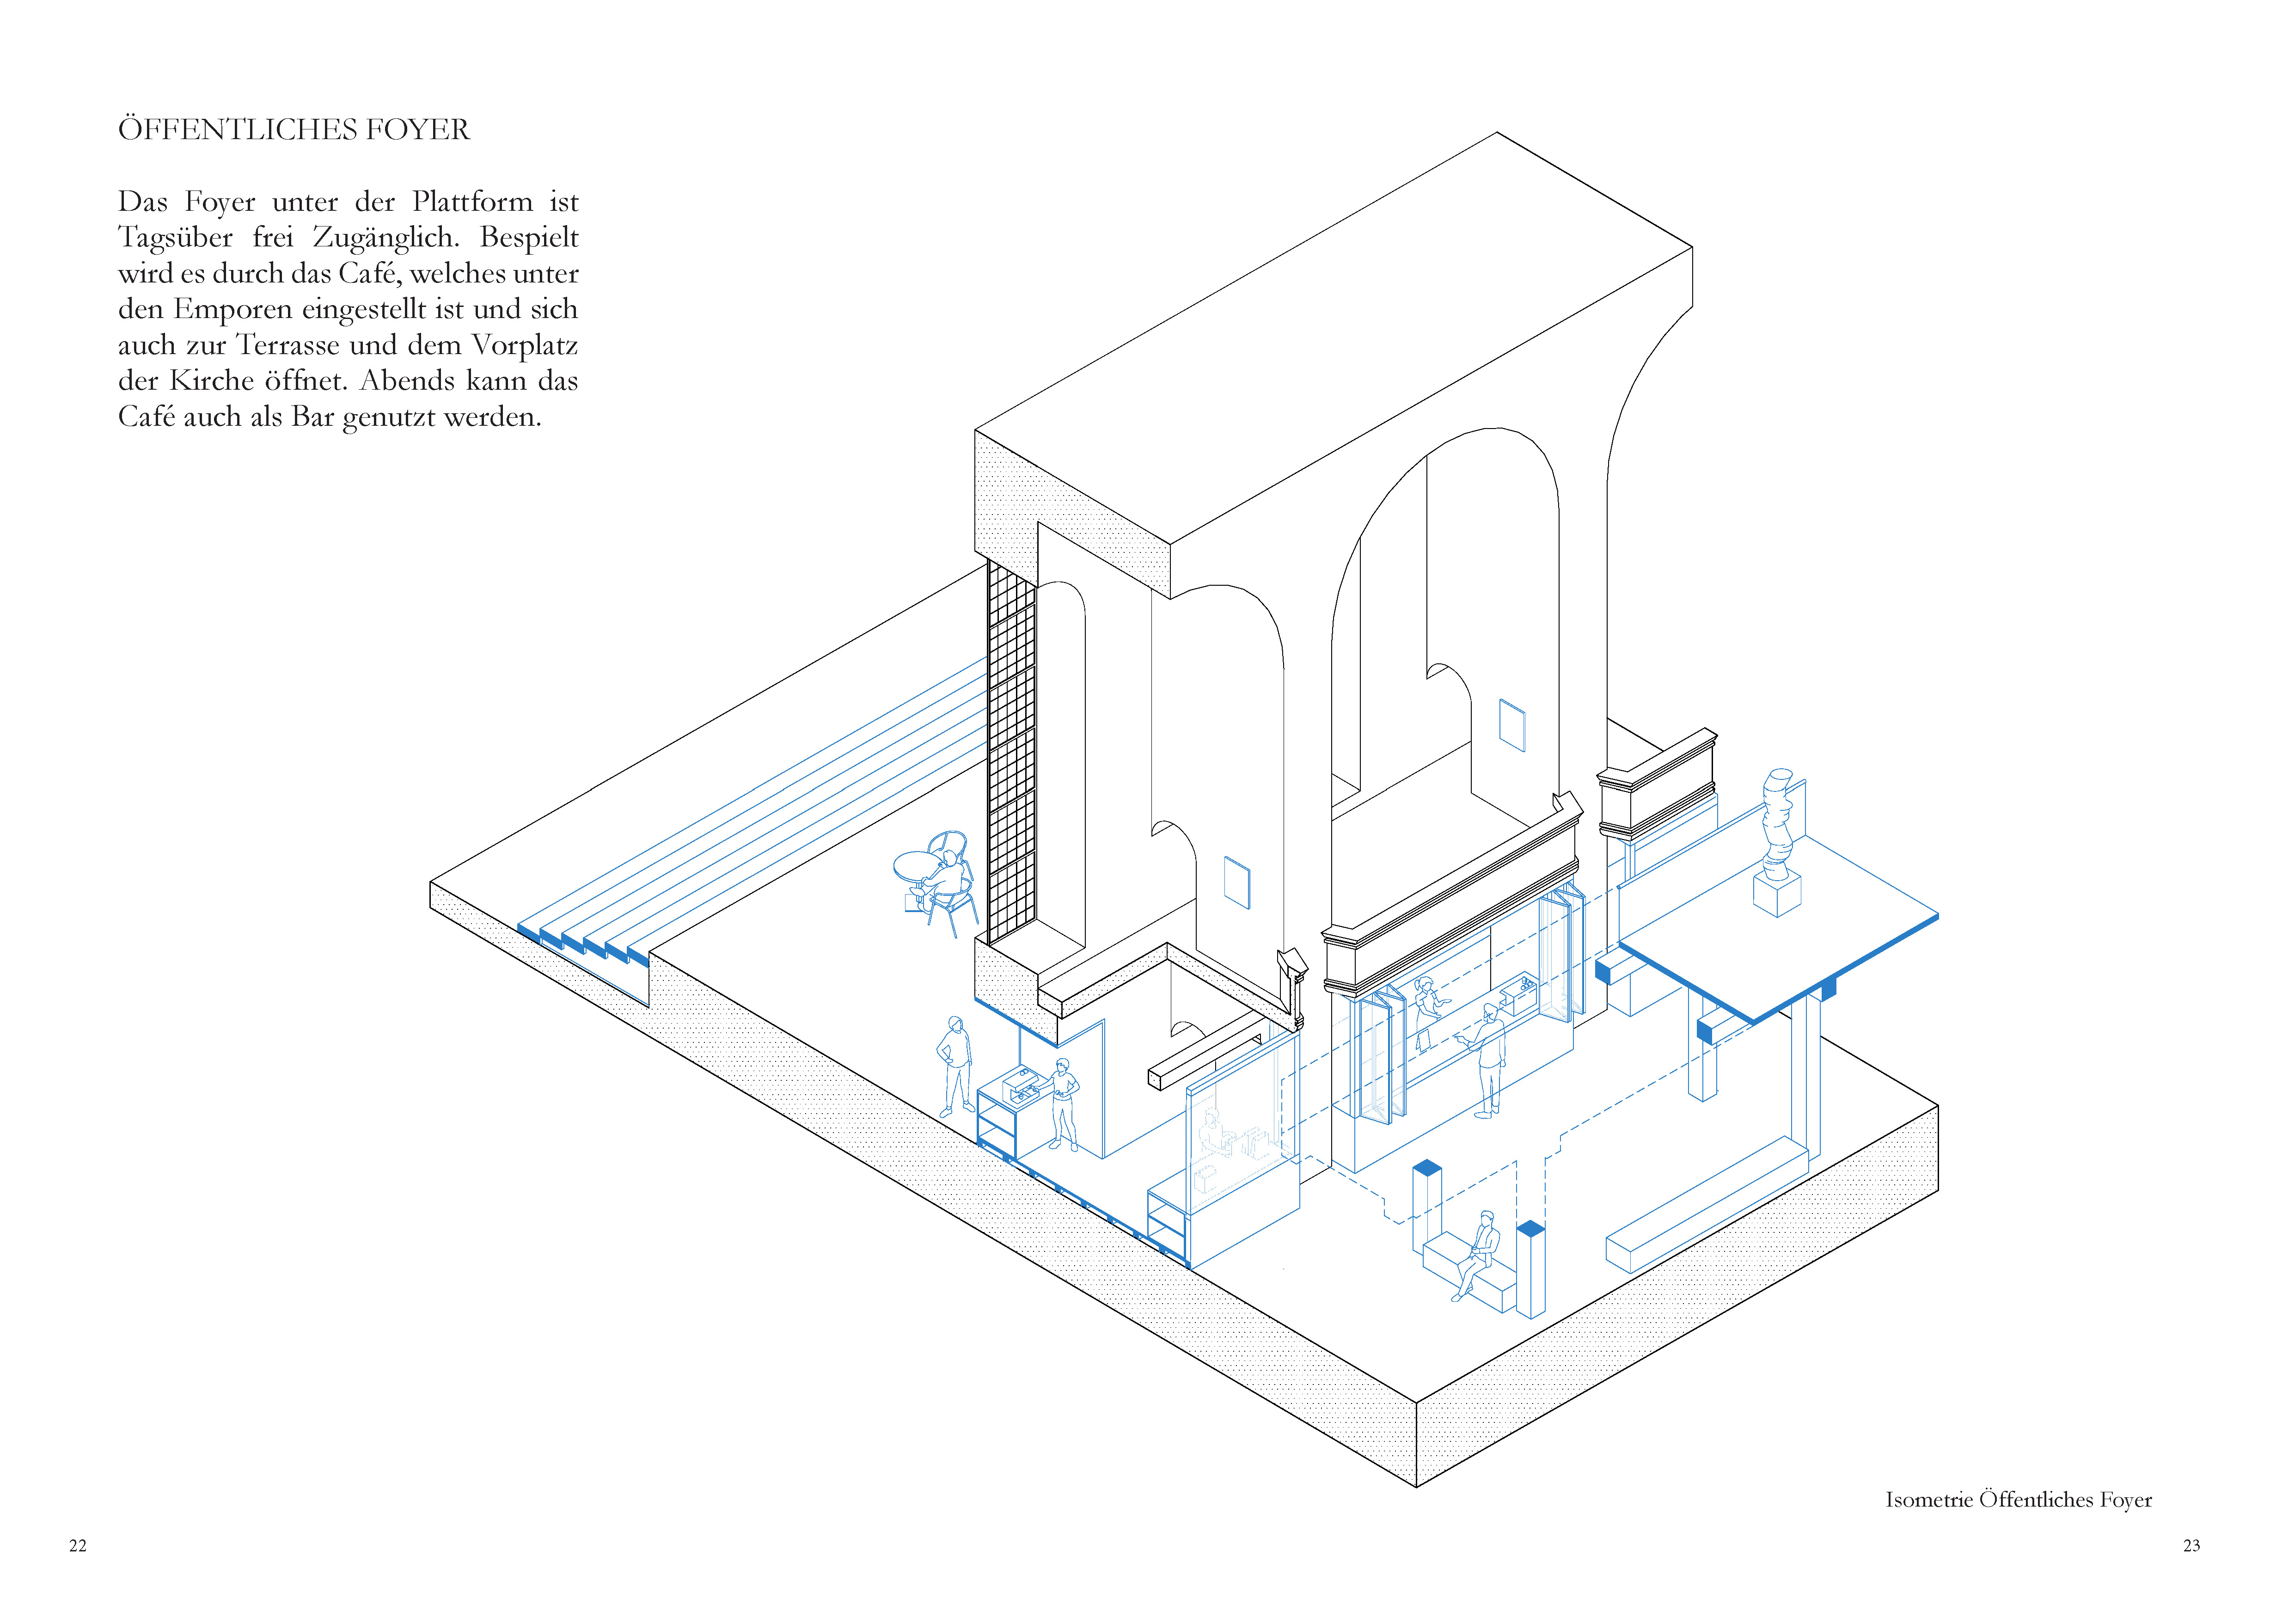 ÖFFENTLICHES FOYER
Das Foyer unter der Plattform ist
Tagsüber frei Zugänglich. Bespielt
wird es durch das Café, welches unter
den Emporen eingestellt ist und sich
auch zur Terrasse und dem Vorplatz
der Kirche öffnet. Abends kann das
Café auch als Bar genutzt werden.
Isometrie Öffentliches Foyer
22
23